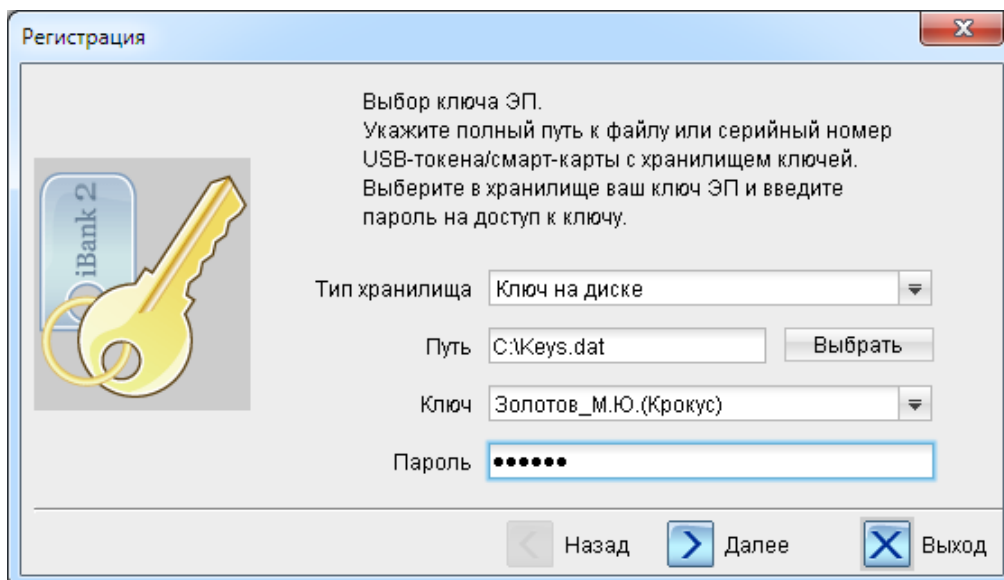 Регистрация
Выбор ключа ЭП.
Укажите полный путь к файлу или серийный номер
USB-токена/смарт-карты с хранилищем ключей.
Выберите в хранилище ваш ключ ЭП и введите
пароль на доступ к ключу.
iBank 2
Тип хранилища Ключ на диске
Путь C:\Keys.dat Выбрать
Ключ Золотов_М.Ю.(Крокус)
Пароль ••••••
Назад Далее Выход